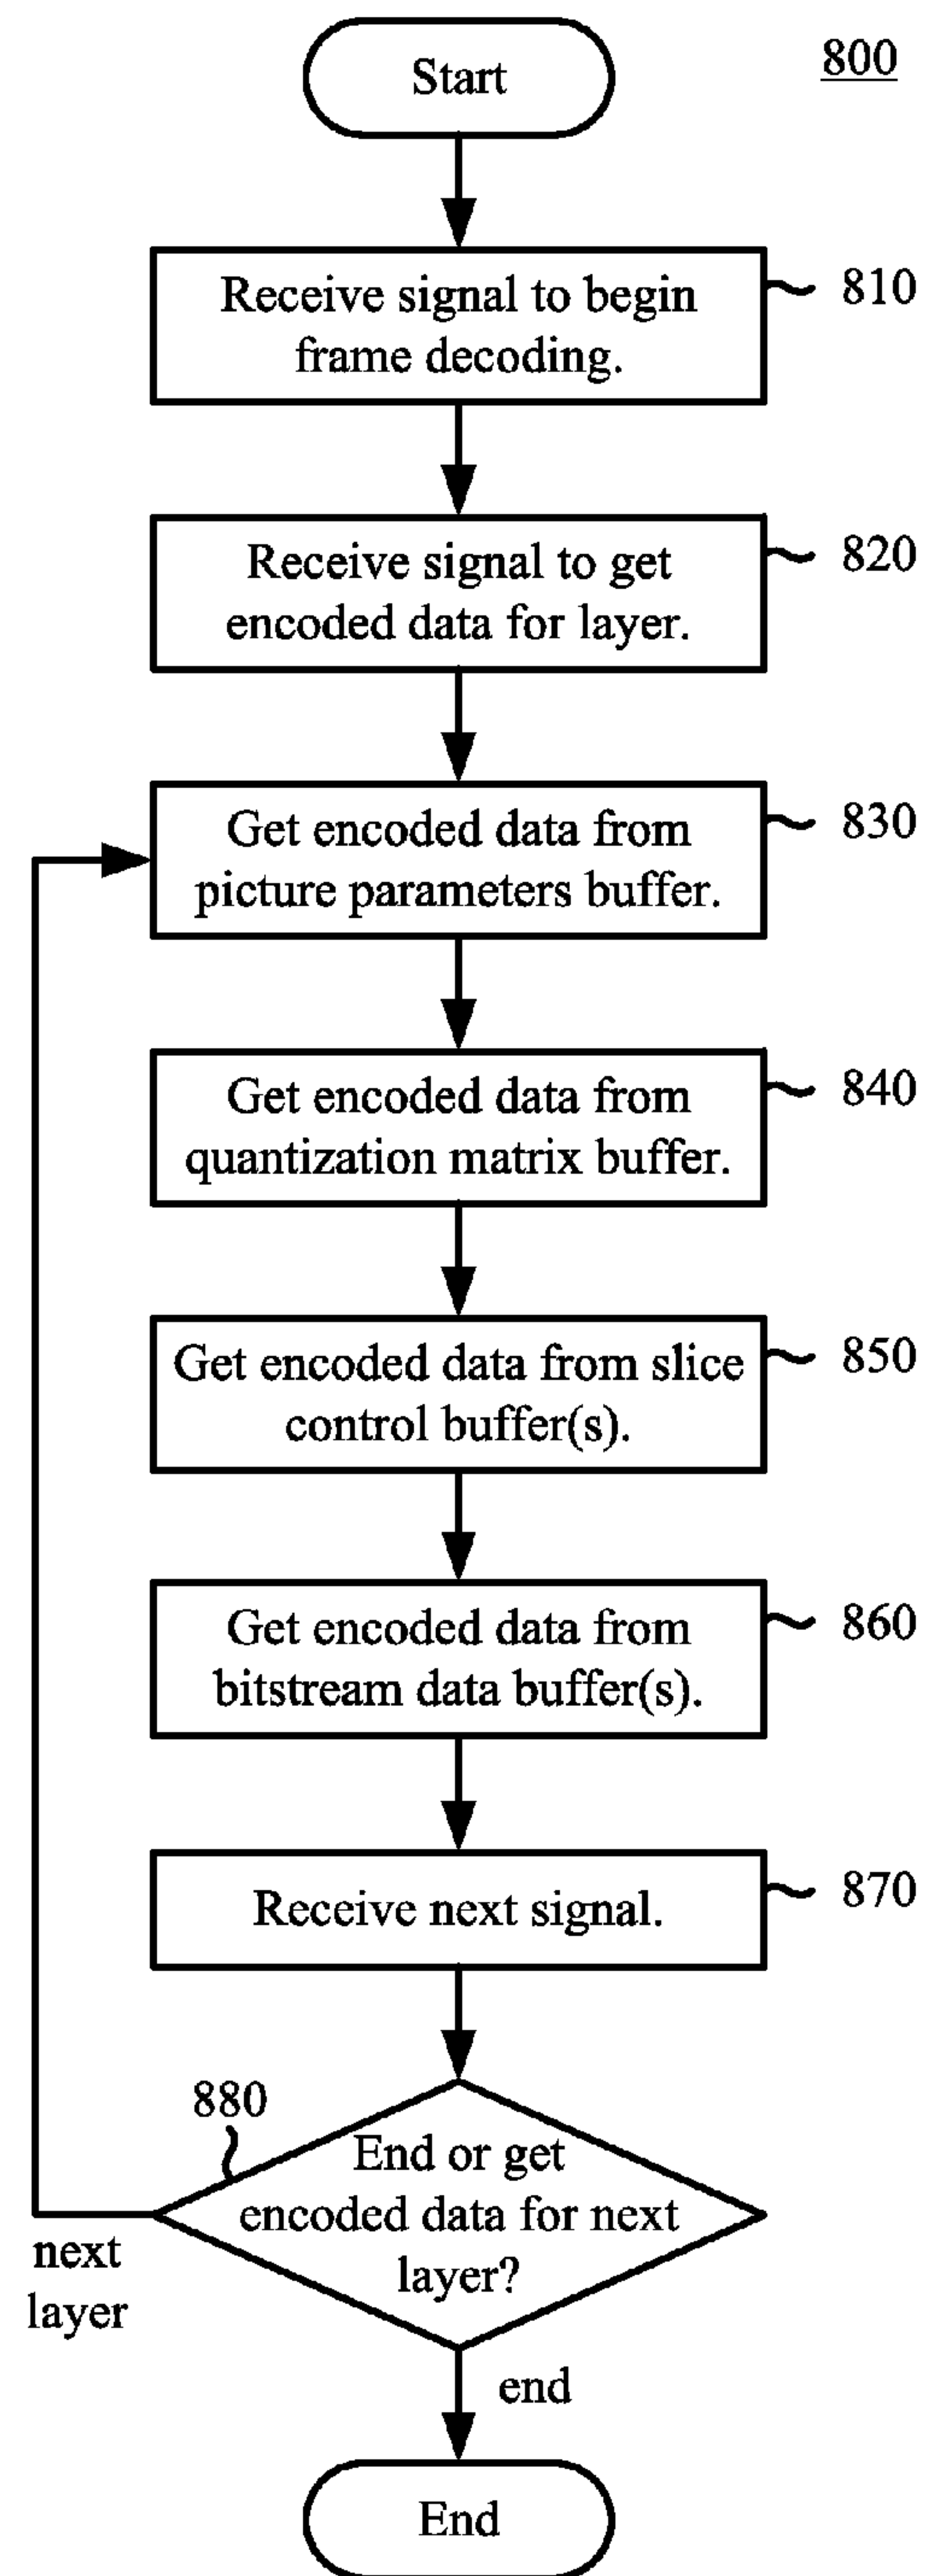 Start
800
Receive signal to begin
frame decoding.
810
Receive signal to get
encoded data for layer.
820
Get encoded data from
picture parameters buffer.
830
Get encoded data from
quantization matrix buffer.
840
Get encoded data from slice
control buffer(s).
850
Get encoded data from
bitstream data buffer(s).
860
Receive next signal.
870
880
End or get
encoded data for next
layer?
next
layer
end
End